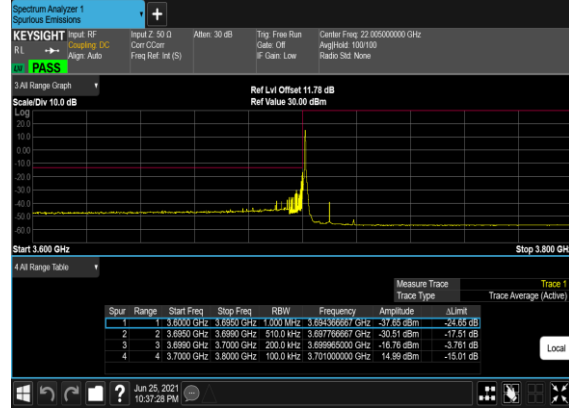 Spectrum Analyzer 1
Spurious Emissions
KEYSIGHT
Input: RF
Coupling: DC
Align: Auto
Input Z: 50 Ω
Corr CCorr
Freq Ref: Int (S)
Atten: 30 dB
Trig: Free Run
Gate: Off
IF Gain: Low
Center Freq: 22.005000000 GHz
Avg|Hold: 100/100
Radio Std: None
R L
PASS
3 All Range Graph
Scale/Div 10.0 dB
Ref Lvl Offset 11.78 dB
Ref Value 30.00 dBm
Log
20.0
10.0
0.00
-10.0
-20.0
-30.0
-40.0
-50.0
-60.0
Start 3.600 GHz
Stop 3.800 GHz
4 All Range Table
Measure Trace Trace 1
Trace Type Trace Average (Active)
Spur Range Start Freq Stop Freq RBW Frequency Amplitude ΔLimit
1 1 3.6000 GHz 3.6950 GHz 1.000 MHz 3.694366667 GHz -37.65 dBm -24.65 dB
2 2 3.6950 GHz 3.6990 GHz 510.0 kHz 3.697766667 GHz -30.51 dBm -17.51 dB
3 3 3.6990 GHz 3.7000 GHz 200.0 kHz 3.699965000 GHz -16.76 dBm -3.761 dB
4 4 3.7000 GHz 3.8000 GHz 100.0 kHz 3.701000000 GHz 14.99 dBm -15.01 dB
Local
?
Jun 25, 2021
10:37:28 PM